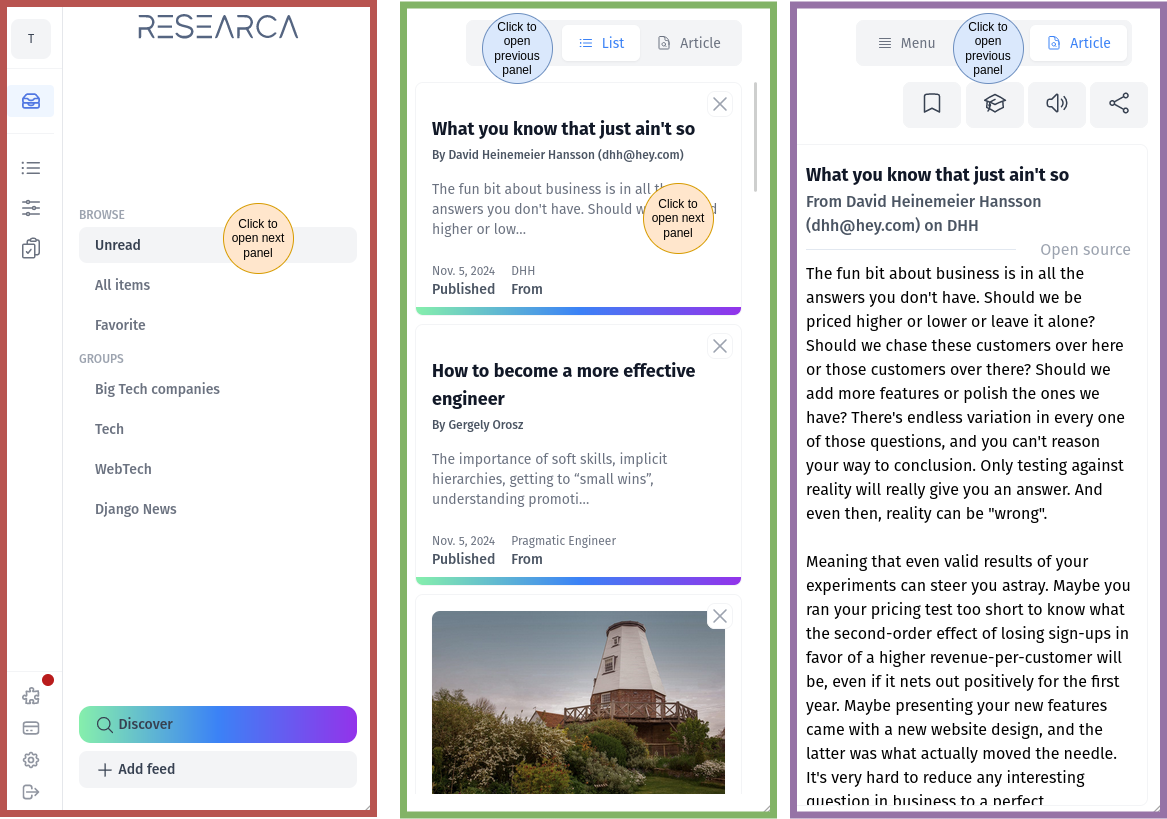 T
RESEARCA
BROWSE
Unread
Click to
open next
panel
All items
Favorite
GROUPS
Big Tech companies
Tech
WebTech
Django News
Discover
Add feed
Click to
open
previous
panel
List
Article
What you know that just ain't so
By David Heinemeier Hansson (dhh@hey.com)
The fun bit about business is in all
answers you don't have. Should
higher or low...
Click to
open next
panel
Nov. 5, 2024 DHH
Published From
How to become a more effective
engineer
By Gergely Orosz
The importance of soft skills, implicit
hierarchies, getting to “small wins”,
understanding promoti...
Nov. 5, 2024 Pragmatic Engineer
Published From
Menu
Click to
open
previous
panel
Article
What you know that just ain't so
From David Heinemeier Hansson
(dhh@hey.com) on DHH
Open source
The fun bit about business is in all the
answers you don't have. Should we be
priced higher or lower or leave it alone?
Should we chase these customers over here
or those customers over there? Should we
add more features or polish the ones we
have? There's endless variation in every one
of those questions, and you can't reason
your way to conclusion. Only testing against
reality will really give you an answer. And
even then, reality can be "wrong".
Meaning that even valid results of your
experiments can steer you astray. Maybe you
ran your pricing test too short to know what
the second-order effect of losing sign-ups in
favor of a higher revenue-per-customer will
be, even if it nets out positively for the first
year. Maybe presenting your new features
came with a new website design, and the
latter was what actually moved the needle.
It's very hard to reduce any interesting
question in business to a perfect